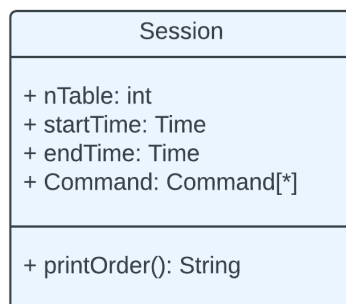 Session
+ nTable: int
+ startTime: Time
+ endTime: Time
+ Command: Command[*]
+ printOrder(): String